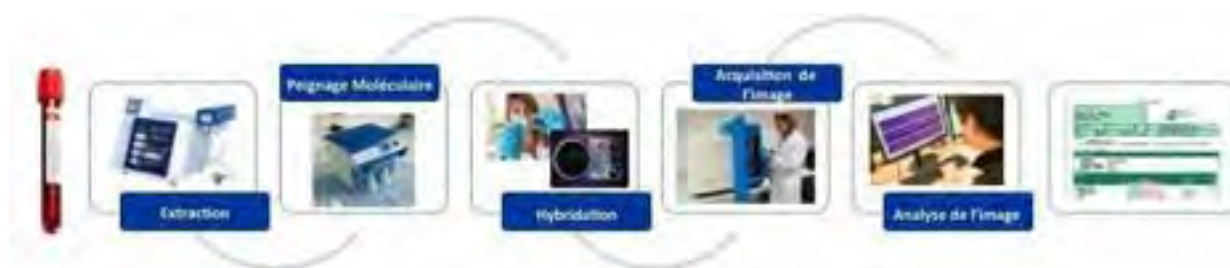 Extraction
Peignage Moléculaire
Hybridation
Acquisition de
l'image
Analyse de l'image